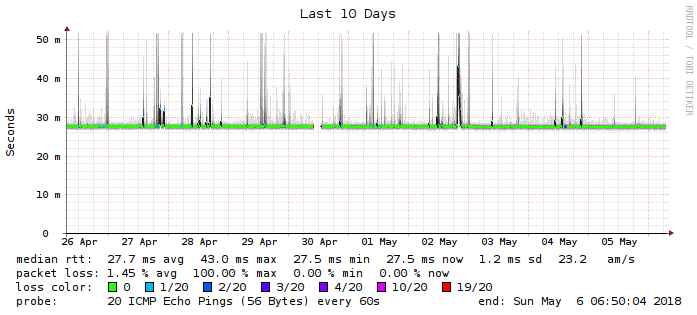 Last 10 Days
RRDTOOL / TOBI OETIKER
Seconds
50 m
40 m
30 m
20 m
10 m
0
26 Apr 27 Apr 28 Apr 29 Apr 30 Apr 01 May 02 May 03 May 04 May 05 May
median rtt: 27.7 ms avg 43.0 ms max 27.5 ms min 27.5 ms now 1.2 ms sd 23.2 am/s
packet loss: 1.45 % avg 100.00 % max 0.00 % min 0.00 % now
loss color: 0 1/20 2/20 3/20 4/20 10/20 19/20
probe: 20 ICMP Echo Pings (56 Bytes) every 60s end: Sun May 6 06:50:04 2018